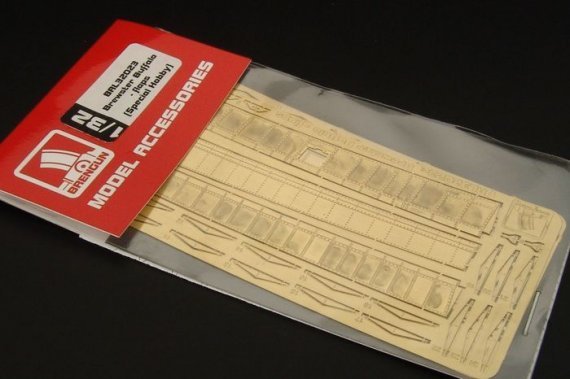 BRL32023
Brewster Buffalo
- flaps
(Special Hobby)
1/32
BRENGUN
MODEL ACCESSORIES